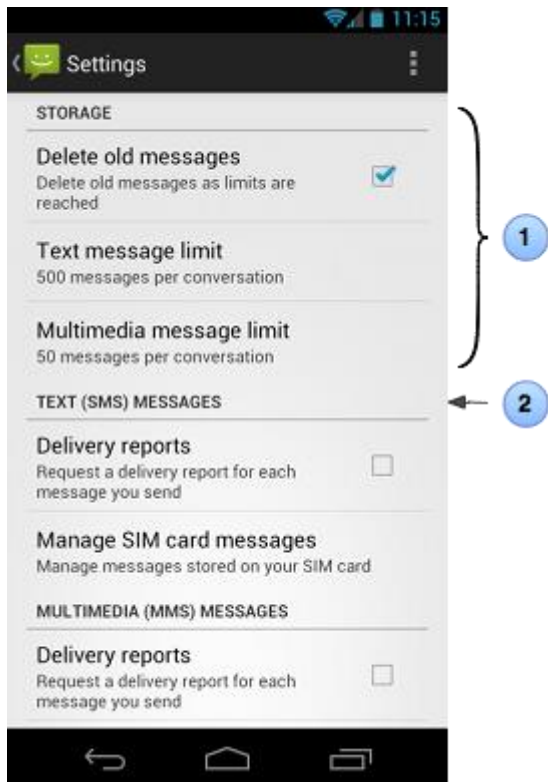 11:15
Settings
STORAGE
Delete old messages
Delete old messages as limits are
reached
1
Text message limit
500 messages per conversation
Multimedia message limit
50 messages per conversation
TEXT (SMS) MESSAGES
2
Delivery reports
Request a delivery report for each
message you send
Manage SIM card messages
Manage messages stored on your SIM card
MULTIMEDIA (MMS) MESSAGES
Delivery reports
Request a delivery report for each
message you send